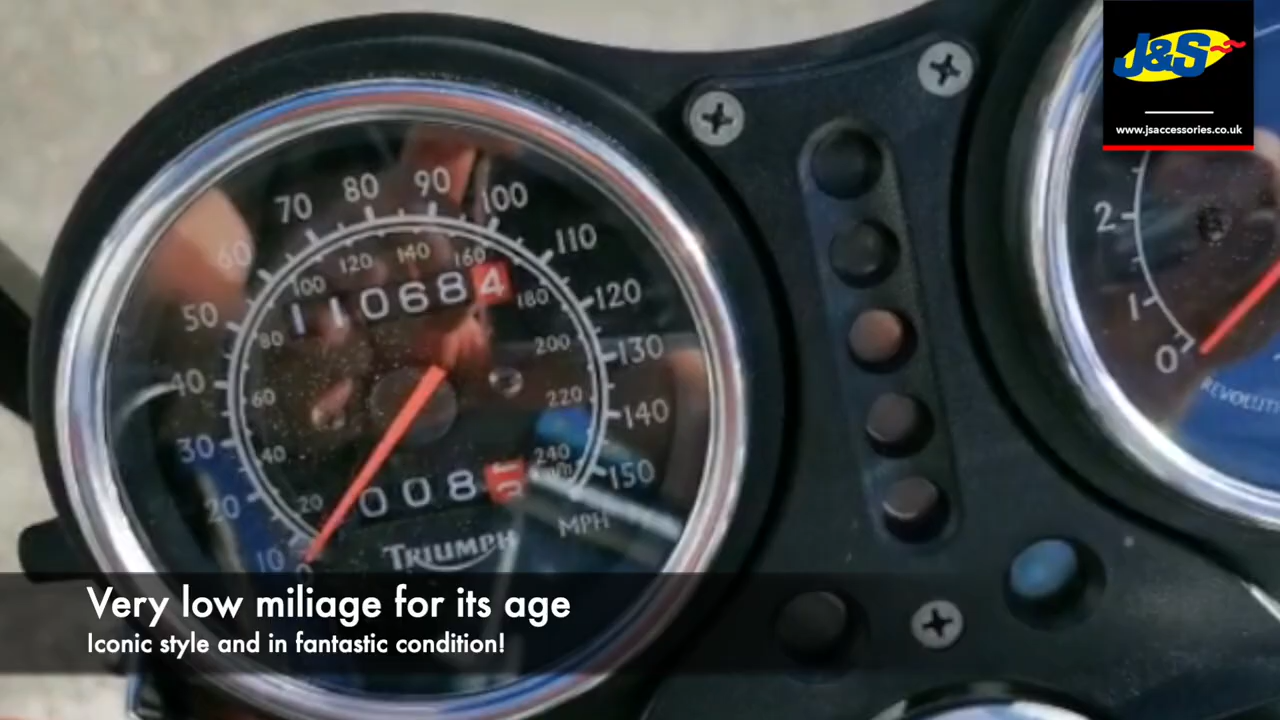 J&S
www.jsaccessories.co.uk
70 80 90 100
60 110
50 120
40 130
30 140
20 150
10
0
MPH
100 120 140 160
80 180
60 200
40 220
20 240
110684
008
TRIUMPH
2
1
0
REVOLUTI
Very low miliage for its age
Iconic style and in fantastic condition!